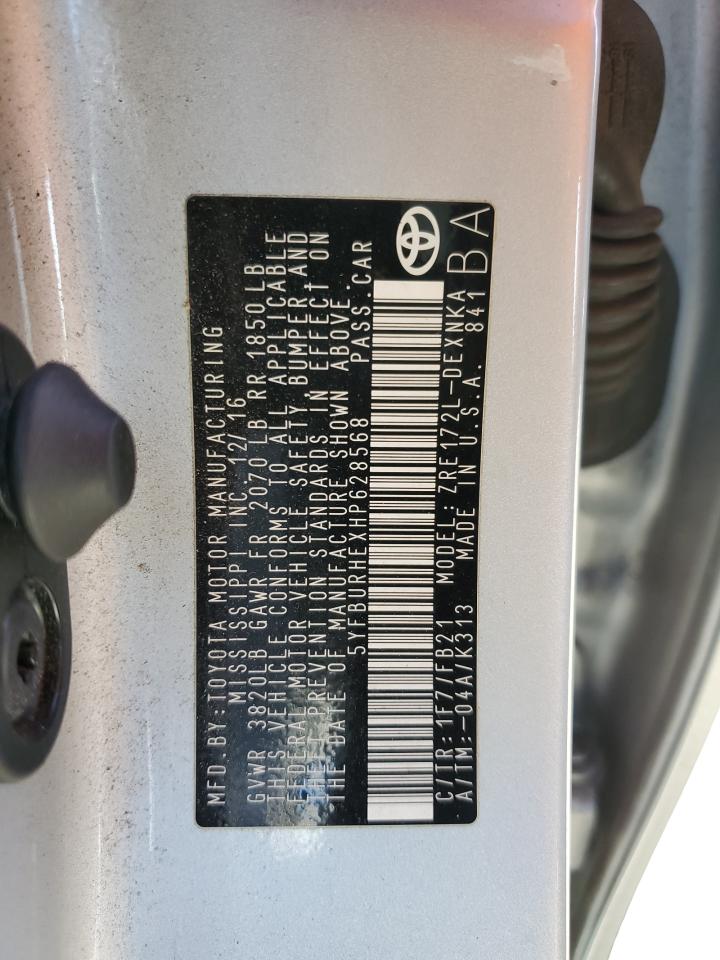 MFD BY:TOYOTA MOTOR MANUFACTURING
MISSISSIPPI INC. 12/16
GVWR 3820LB GAWR FR 2070 LB RR 1850 LB
THIS VEHICLE CONFORMS TO ALL APPLICABLE
FEDERAL MOTOR VEHICLE SAFETY, BUMPER,AND
THEFT PREVENTION STANDARDS IN EFFECT ON
THE DATE OF MANUFACTURE SHOWN ABOVE.
5YFBURHEXHP628568 PASS.CAR
C/TR:1F7/FB21 MODEL:ZRE172L-DEXNKA
A/TM:-04A/K313 MADE IN U.S.A. 841
BA